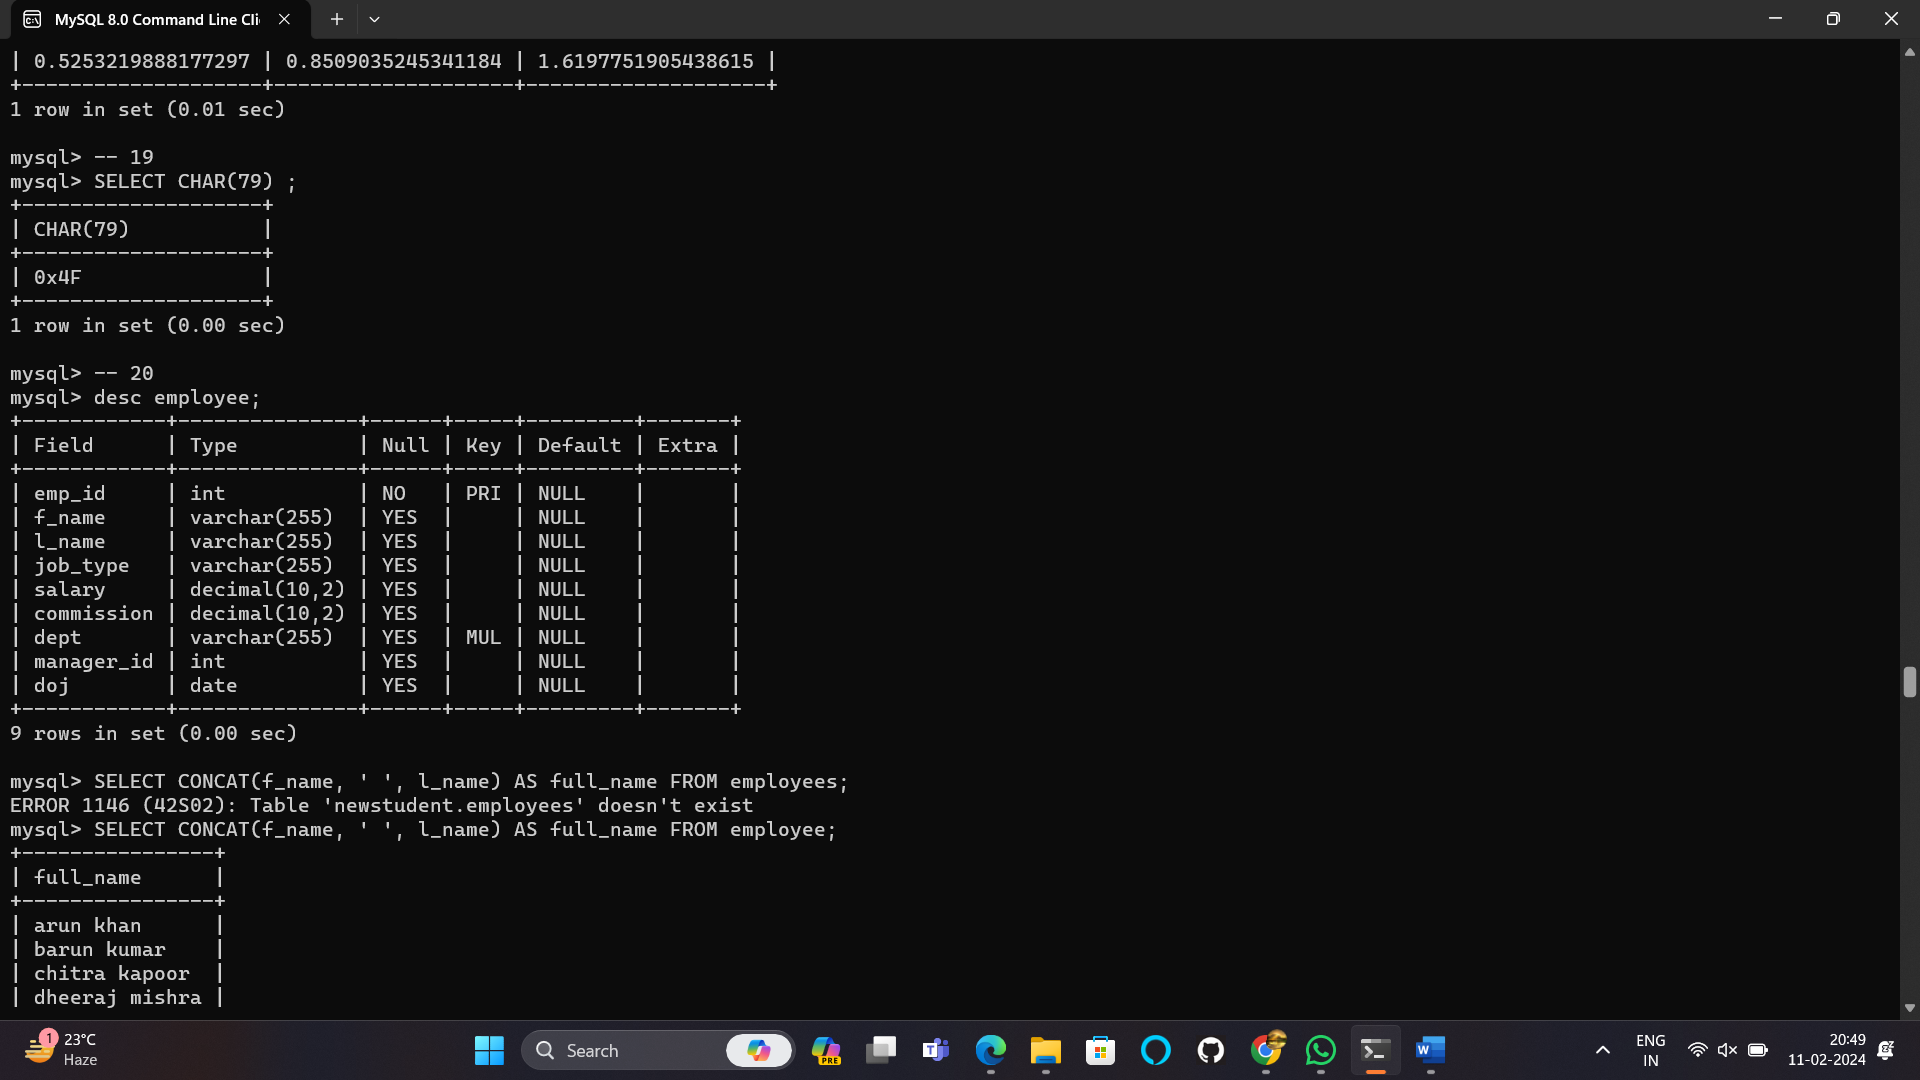 MySQL 8.0 Command Line Cli
| 0.5253219888177297 | 0.8509035245341184 | 1.6197751905438615 |
+--------------------+--------------------+--------------------+
1 row in set (0.01 sec)
mysql> -- 19
mysql> SELECT CHAR(79) ;
+--------------------+
| CHAR(79)           |
+--------------------+
| 0x4F               |
+--------------------+
1 row in set (0.00 sec)
mysql> -- 20
mysql> desc employee;
+------------+---------------+------+-----+---------+-------+
| Field      | Type          | Null | Key | Default | Extra |
+------------+---------------+------+-----+---------+-------+
| emp_id     | int           | NO   | PRI | NULL    |       |
| f_name     | varchar(255)  | YES  |     | NULL    |       |
| l_name     | varchar(255)  | YES  |     | NULL    |       |
| job_type   | varchar(255)  | YES  |     | NULL    |       |
| salary     | decimal(10,2) | YES  |     | NULL    |       |
| commission | decimal(10,2) | YES  |     | NULL    |       |
| dept       | varchar(255)  | YES  | MUL | NULL    |       |
| manager_id | int           | YES  |     | NULL    |       |
| doj        | date          | YES  |     | NULL    |       |
+------------+---------------+------+-----+---------+-------+
9 rows in set (0.00 sec)
mysql> SELECT CONCAT(f_name, ' ', l_name) AS full_name FROM employees;
ERROR 1146 (42S02): Table 'newstudent.employees' doesn't exist
mysql> SELECT CONCAT(f_name, ' ', l_name) AS full_name FROM employee;
+----------------+
| full_name      |
+----------------+
| arun khan      |
| barun kumar    |
| chitra kapoor  |
| dheeraj mishra |
1
23°C
Haze
Search
PRE
ENG
IN
20:49
11-02-2024